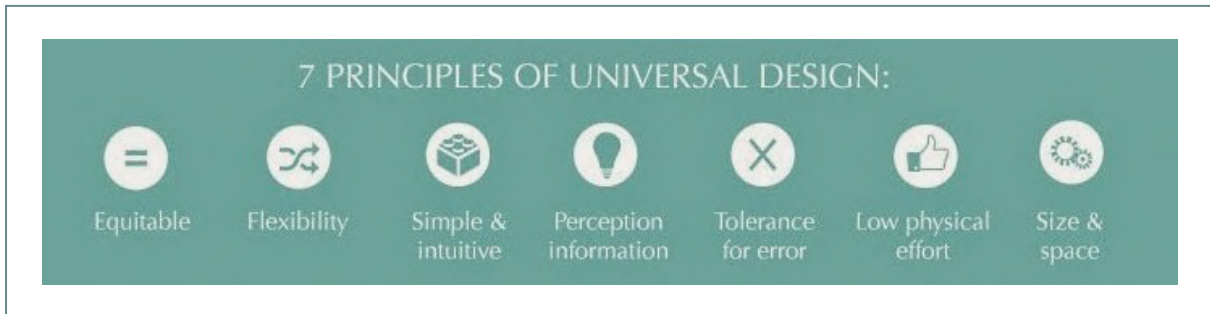 7 PRINCIPLES OF UNIVERSAL DESIGN:
Equitable
Flexibility
Simple &
intuitive
Perception
information
Tolerance
for error
Low physical
effort
Size &
space